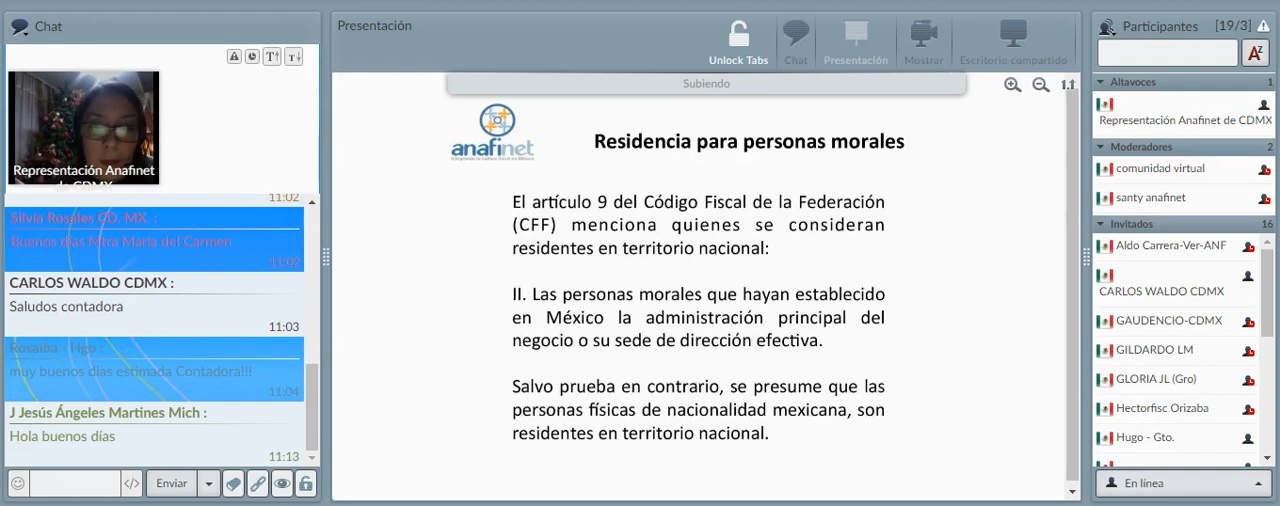 Chat
Representación Anafinet
de CDMX
11:02
Silvia Rosales CD. MX. :
Buenos días Mtra María del Carmen
11:02
CARLOS WALDO CDMX :
Saludos contadora
11:03
Rosalba - Hgo :
muy buenos días estimada Contadora!!!
11:04
J Jesús Ángeles Martines Mich :
Hola buenos días
11:13
Enviar
Presentación
Unlock Tabs
Chat
Presentación
Mostrar
Escritorio compartido
Subiendo
1.1
anafinet
Residencia para personas morales
El artículo 9 del Código Fiscal de la Federación
(CFF) menciona quienes se consideran
residentes en territorio nacional:
II. Las personas morales que hayan establecido
en México la administración principal del
negocio o su sede de dirección efectiva.
Salvo prueba en contrario, se presume que las
personas físicas de nacionalidad mexicana, son
residentes en territorio nacional.
Participantes [19/3]
Altavoces 1
Representación Anafinet de CDMX
Moderadores 2
comunidad virtual
santy anafinet
Invitados 16
Aldo Carrera-Ver-ANF
CARLOS WALDO CDMX
GAUDENCIO-CDMX
GILDARDO LM
GLORIA JL (Gro)
Hectorfisc Orizaba
Hugo - Gto.
En línea